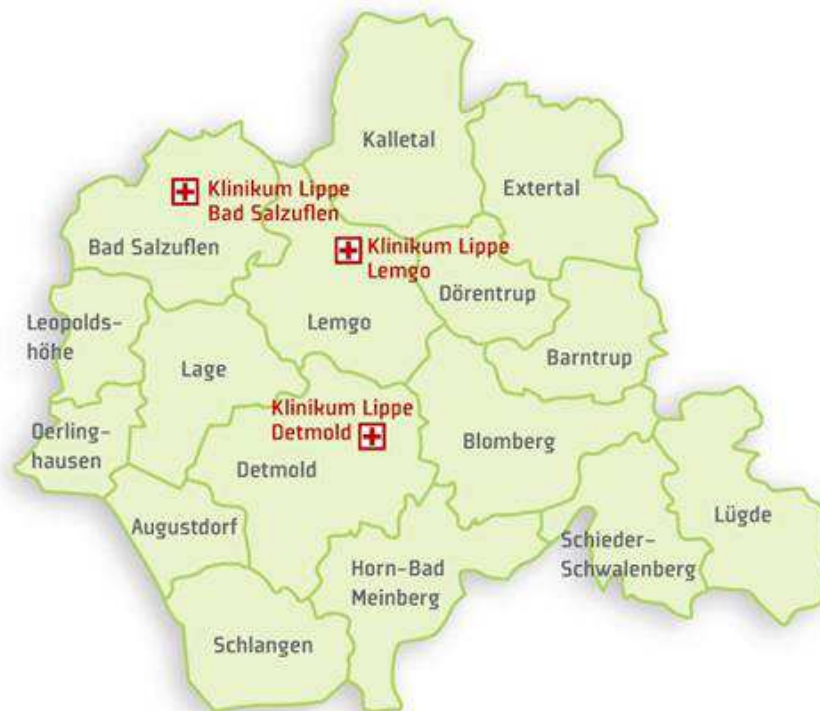 Kalletal
Extertal
Klinikum Lippe
Bad Salzuflen
Bad Salzuflen
Klinikum Lippe
Lemgo
Dörentrup
Leopolds-
höhe
Lemgo
Lage
Barntrup
Klinikum Lippe
Detmold
Oerling-
hausen
Detmold
Blomberg
Augustdorf
Lügde
Schieder-
Schwalenberg
Horn-Bad
Meinberg
Schlangen